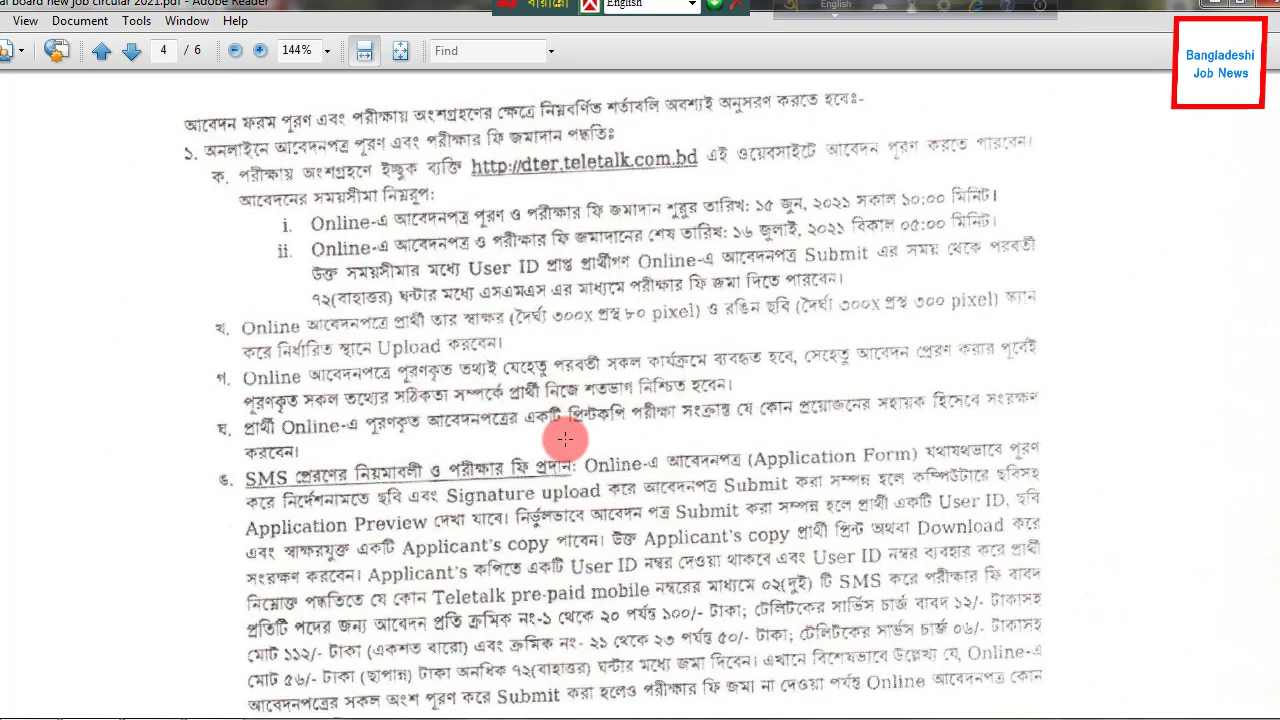 al board new job circular 2021.pdf - Adobe Reader
English
English
Document Tools Window Help
4 / 6 144% Find
Bangladeshi
Job News
আবেদন ফরম পূরণ এবং পরীক্ষায় অংশগ্রহণের ক্ষেত্রে নিম্নবর্ণিত শর্তাবলি অবশ্যই অনুসরণ করতে হবেঃ-
১. অনলাইনে আবেদনপত্র পূরণ এবং পরীক্ষার ফি জমাদান পদ্ধতিঃ
ক. পরীক্ষায় অংশগ্রহণে ইচ্ছুক ব্যক্তি http://dter.teletalk.com.bd এই ওয়েবসাইটে আবেদন পূরণ করতে পারবেন।
আবেদনের সময়সীমা নিম্নরূপ:
i. Online-এ আবেদনপত্র পূরণ ও পরীক্ষার ফি জমাদান শুরুর তারিখ: ১৫ জুন, ২০২১ সকাল ১০:০০ মিনিট।
ii. Online-এ আবেদনপত্র ও পরীক্ষার ফি জমাদানের শেষ তারিখ: ১৬ জুলাই, ২০২১ বিকাল ০৫:০০ মিনিট।
উক্ত সময়সীমার মধ্যে User ID প্রাপ্ত প্রার্থীগণ Online-এ আবেদনপত্র Submit এর সময় থেকে পরবর্তী
৭২(বাহাত্তর) ঘন্টার মধ্যে এসএমএস এর মাধ্যমে পরীক্ষার ফি জমা দিতে পারবেন।
খ. Online আবেদনপত্রে প্রার্থী তার স্বাক্ষর (দৈর্ঘ্য ৩০০x প্রস্থ ৮০ pixel) ও রঙিন ছবি (দৈর্ঘ্য ৩০০x প্রস্থ ৩০০ pixel) স্ক্যান
করে নির্ধারিত স্থানে Upload করবেন।
গ. Online আবেদনপত্রে পূরণকৃত তথ্যই যেহেতু পরবর্তী সকল কার্যক্রমে ব্যবহৃত হবে, সেহেতু আবেদন প্রেরণ করার পূর্বেই
পূরণকৃত সকল তথ্যের সঠিকতা সম্পর্কে প্রার্থী নিজে শতভাগ নিশ্চিত হবেন।
ঘ. প্রার্থী Online-এ পূরণকৃত আবেদনপত্রের একটি প্রিন্টকপি পরীক্ষা সংক্রান্ত যে কোন প্রয়োজনের সহায়ক হিসেবে সংরক্ষণ
করবেন।
ঙ. SMS প্রেরণের নিয়মাবলী ও পরীক্ষার ফি প্রদান: Online-এ আবেদনপত্র (Application Form) যথাযথভাবে পূরণ
করে নির্দেশনামতে ছবি এবং Signature upload করে আবেদনপত্র Submit করা সম্পন্ন হলে কম্পিউটারে ছবিসহ
Application Preview দেখা যাবে। নির্ভুলভাবে আবেদন পত্র Submit করা সম্পন্ন হলে প্রার্থী একটি User ID, ছবি
এবং স্বাক্ষরযুক্ত একটি Applicant's copy পাবেন। উক্ত Applicant's copy প্রার্থী প্রিন্ট অথবা Download করে
সংরক্ষণ করবেন। Applicant's কপিতে একটি User ID নম্বর দেওয়া থাকবে এবং User ID নম্বর ব্যবহার করে প্রার্থী
নিম্নোক্ত পদ্ধতিতে যে কোন Teletalk pre-paid mobile নম্বরের মাধ্যমে ০২(দুই) টি SMS করে পরীক্ষার ফি বাবদ
প্রতিটি পদের জন্য আবেদন প্রতি ক্রমিক নং-১ থেকে ২০ পর্যন্ত ১০০/- টাকা; টেলিটকের সার্ভিস চার্জ বাবদ ১২/- টাকাসহ
মোট ১১২/- টাকা (একশত বারো) এবং ক্রমিক নং- ২১ থেকে ২৩ পর্যন্ত ৫০/- টাকা; টেলিটকের সার্ভিস চার্জ ০৬/- টাকাসহ
মোট ৫৬/- টাকা (ছাপান্ন) টাকা অনধিক ৭২(বাহাত্তর) ঘন্টার মধ্যে জমা দিবেন। এখানে বিশেষভাবে উল্লেখ্য যে, Online-এ
আবেদনপত্রের সকল অংশ পূরণ করে Submit করা হলেও পরীক্ষার ফি জমা না দেওয়া পর্যন্ত Online আবেদনপত্র কোন